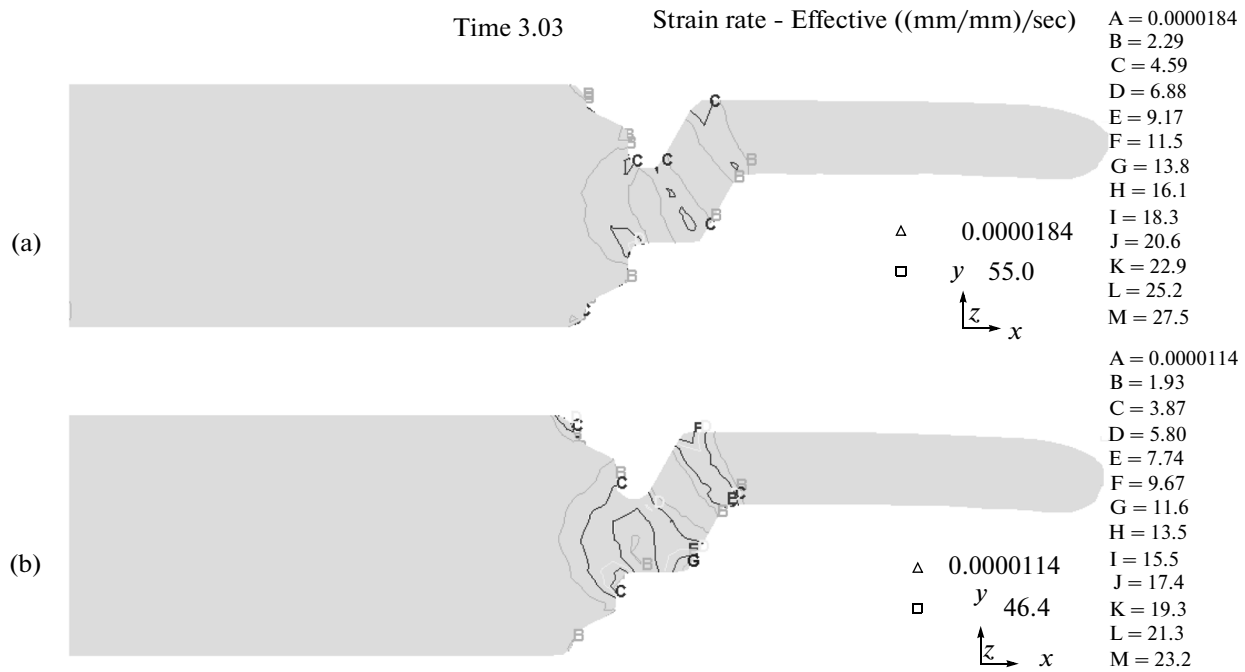 Time 3.03
Strain rate - Effective ((mm/mm)/sec)
A = 0.0000184
B = 2.29
C = 4.59
D = 6.88
E = 9.17
F = 11.5
G = 13.8
H = 16.1
I = 18.3
J = 20.6
K = 22.9
L = 25.2
M = 27.5
B
B
B
C
C
C
B
B
B
C
B
C
(a)
0.0000184
55.0
y
z
x
A = 0.0000114
B = 1.93
C = 3.87
D = 5.80
E = 7.74
F = 9.67
G = 11.6
H = 13.5
I = 15.5
J = 17.4
K = 19.3
L = 21.3
M = 23.2
C
F
B
C
B
C
E
B
E
G
B
C
B
(b)
0.0000114
46.4
y
z
x